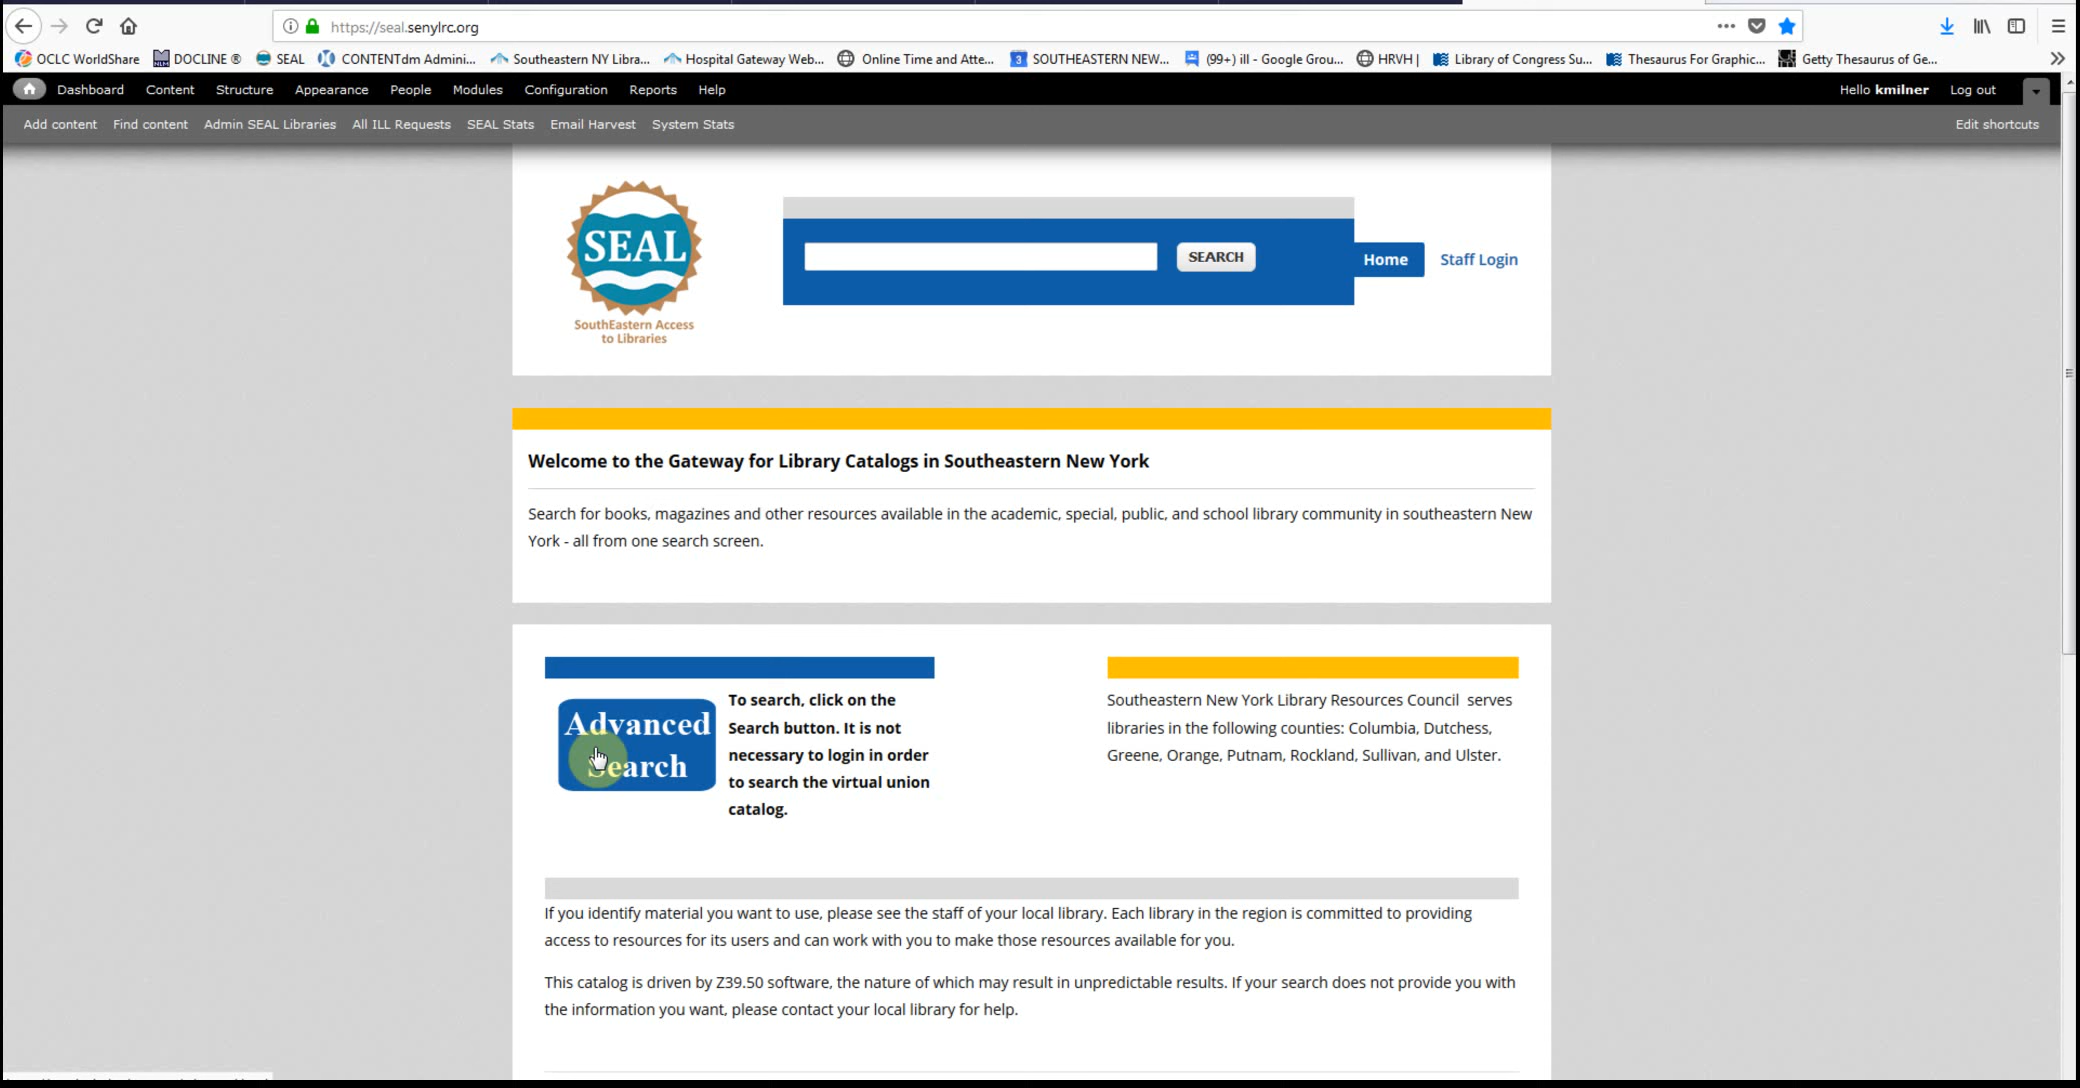 https://seal.senylrc.org
OCLC WorldShare DOCLINE ® SEAL CONTENTdm Admini... Southeastern NY Libra... Hospital Gateway Web... Online Time and Atte... 3 SOUTHEASTERN NEW... (99+) ill - Google Grou... HRVH | Library of Congress Su... Thesaurus For Graphic... Getty Thesaurus of Ge...
Dashboard Content Structure Appearance People Modules Configuration Reports Help Hello kmilner Log out
Add content Find content Admin SEAL Libraries All ILL Requests SEAL Stats Email Harvest System Stats Edit shortcuts
SEAL
SouthEastern Access
to Libraries
SEARCH
Home Staff Login
Welcome to the Gateway for Library Catalogs in Southeastern New York
Search for books, magazines and other resources available in the academic, special, public, and school library community in southeastern New
York - all from one search screen.
Advanced
Search
To search, click on the
Search button. It is not
necessary to login in order
to search the virtual union
catalog.
Southeastern New York Library Resources Council serves
libraries in the following counties: Columbia, Dutchess,
Greene, Orange, Putnam, Rockland, Sullivan, and Ulster.
If you identify material you want to use, please see the staff of your local library. Each library in the region is committed to providing
access to resources for its users and can work with you to make those resources available for you.
This catalog is driven by Z39.50 software, the nature of which may result in unpredictable results. If your search does not provide you with
the information you want, please contact your local library for help.